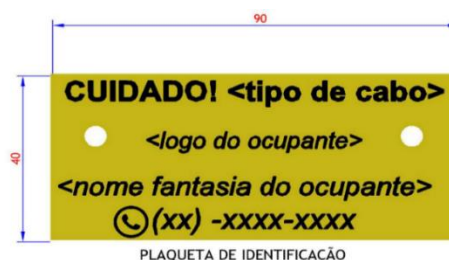 90
40
CUIDADO! <tipo de cabo>
<logo do ocupante>
<nome fantasia do ocupante>
(xx) -xxxx-xxxx
PLAQUETA DE IDENTIFICAÇÃO